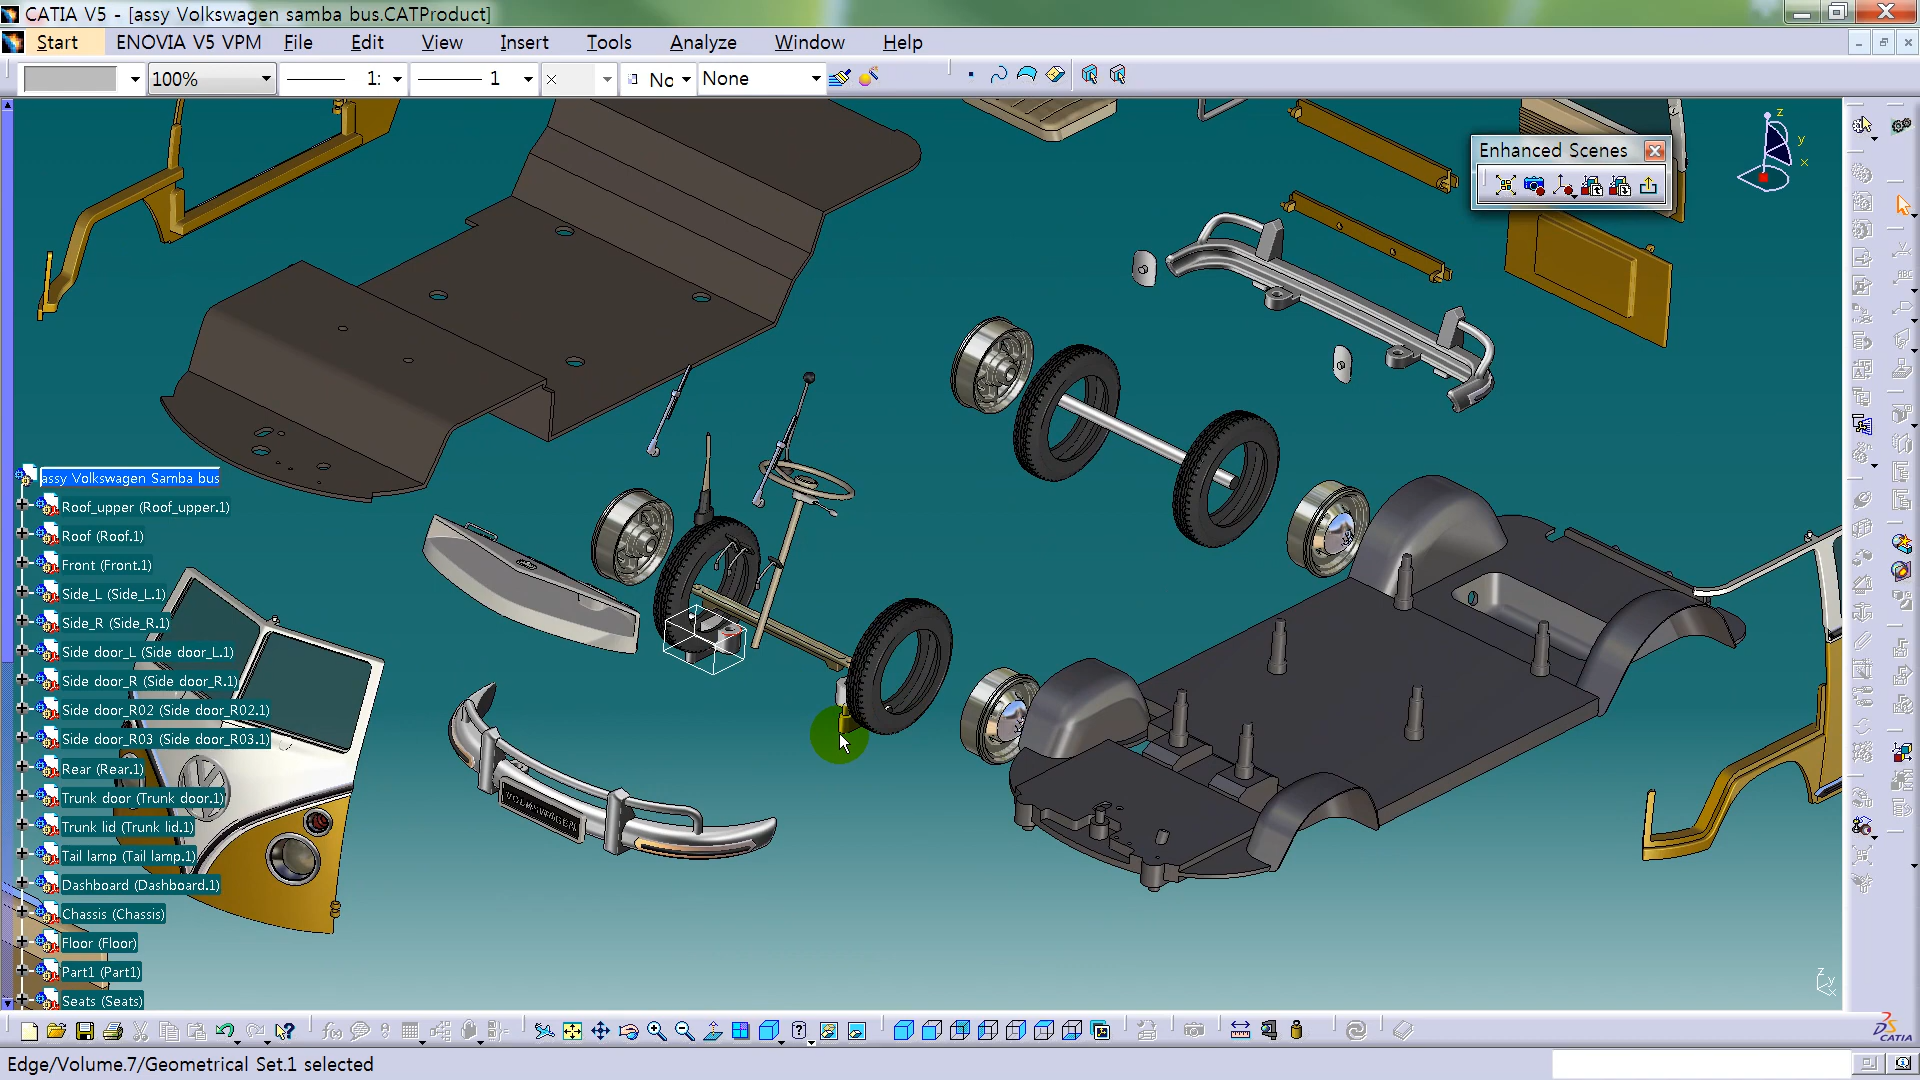 CATIA V5 - [assy Volkswagen samba bus.CATProduct]
Start ENOVIA V5 VPM File Edit View Insert Tools Analyze Window Help
100% 1: 1 Nc None
Enhanced Scenes
z
y
x
assy Volkswagen Samba bus
Roof_upper (Roof_upper.1)
Roof (Roof.1)
Front (Front.1)
Side_L (Side_L.1)
Side_R (Side_R.1)
Side door_L (Side door_L.1)
Side door_R (Side door_R.1)
Side door_R02 (Side door_R02.1)
Side door_R03 (Side door_R03.1)
Rear (Rear.1)
Trunk door (Trunk door.1)
Trunk lid (Trunk lid.1)
Tail lamp (Tail lamp.1)
Dashboard (Dashboard.1)
Chassis (Chassis)
Floor (Floor)
Part1 (Part1)
Seats (Seats)
VOLKSWAGEN
z
y
x
CATIA
Edge/Volume.7/Geometrical Set.1 selected